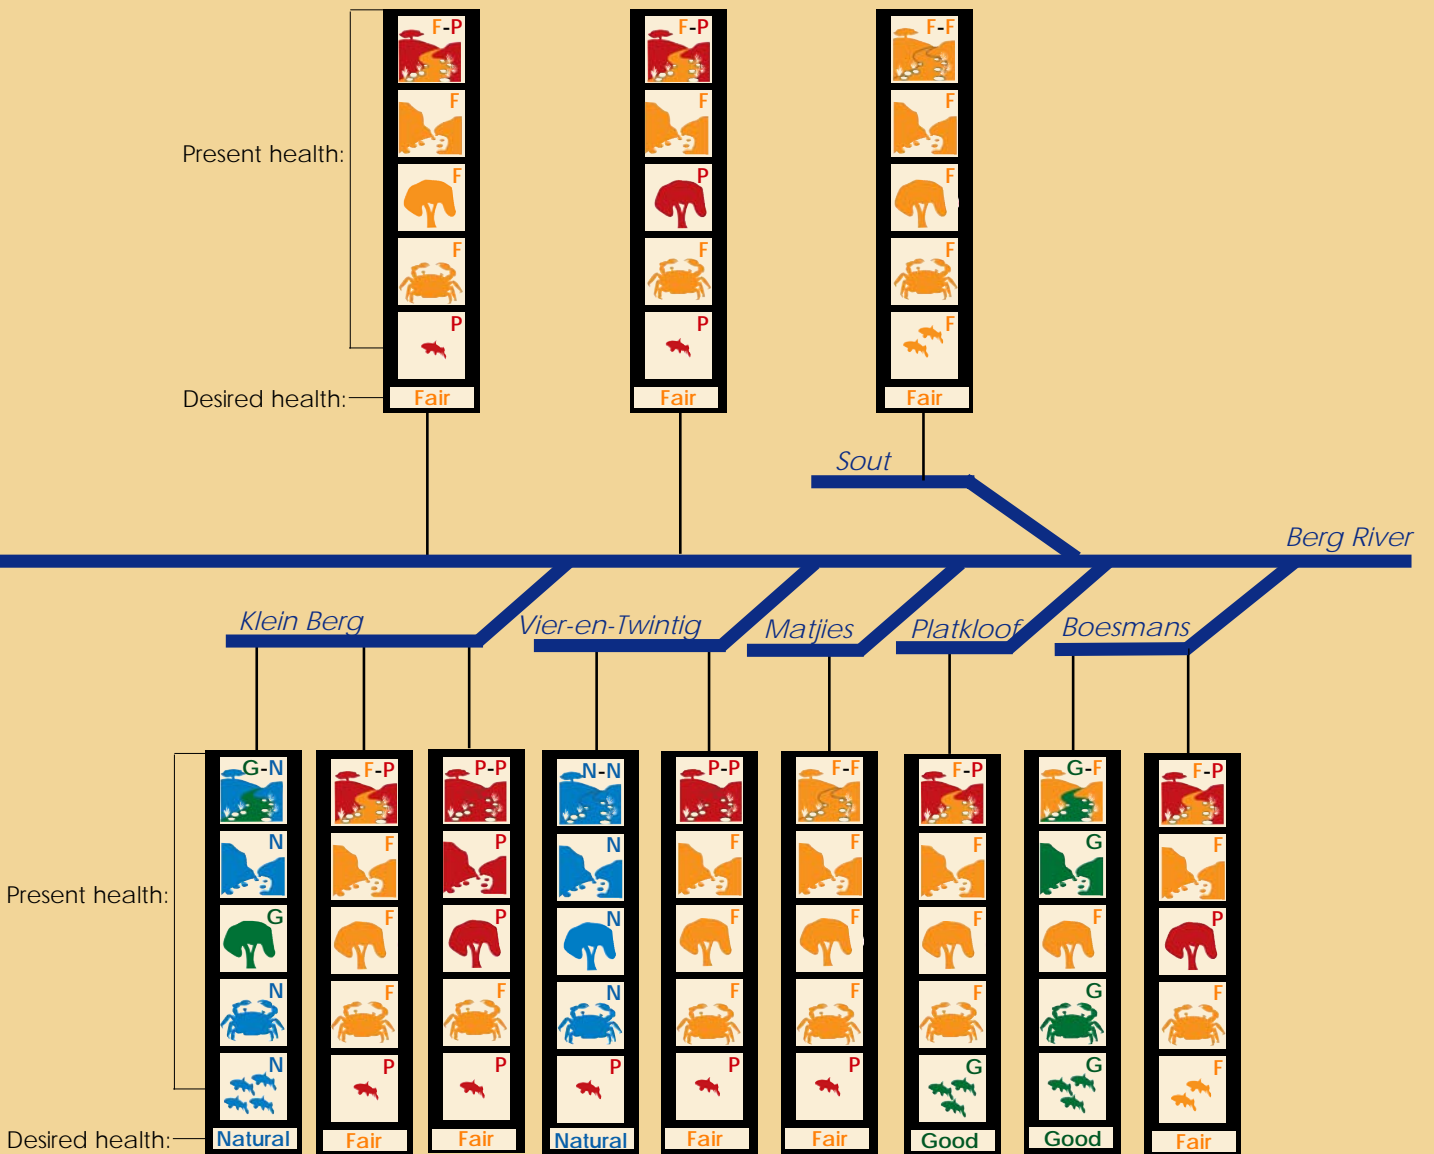 F-P
F-P
F-F
F
F
F
Present health:
F
P
F
F
F
F
P
P
F
Desired health:
Fair
Fair
Fair
Sout
Berg River
Klein Berg
Vier-en-Twintig
Matjies
Platkloof
Boesmans
G-N
F-P
P-P
N-N
P-P
F-F
F-P
G-F
F-P
N
F
P
N
F
F
F
G
F
Present health:
G
F
P
N
F
F
F
F
P
N
F
F
N
F
F
F
G
F
N
P
P
P
P
P
G
G
F
Desired health:
Natural
Fair
Fair
Natural
Fair
Fair
Good
Good
Fair